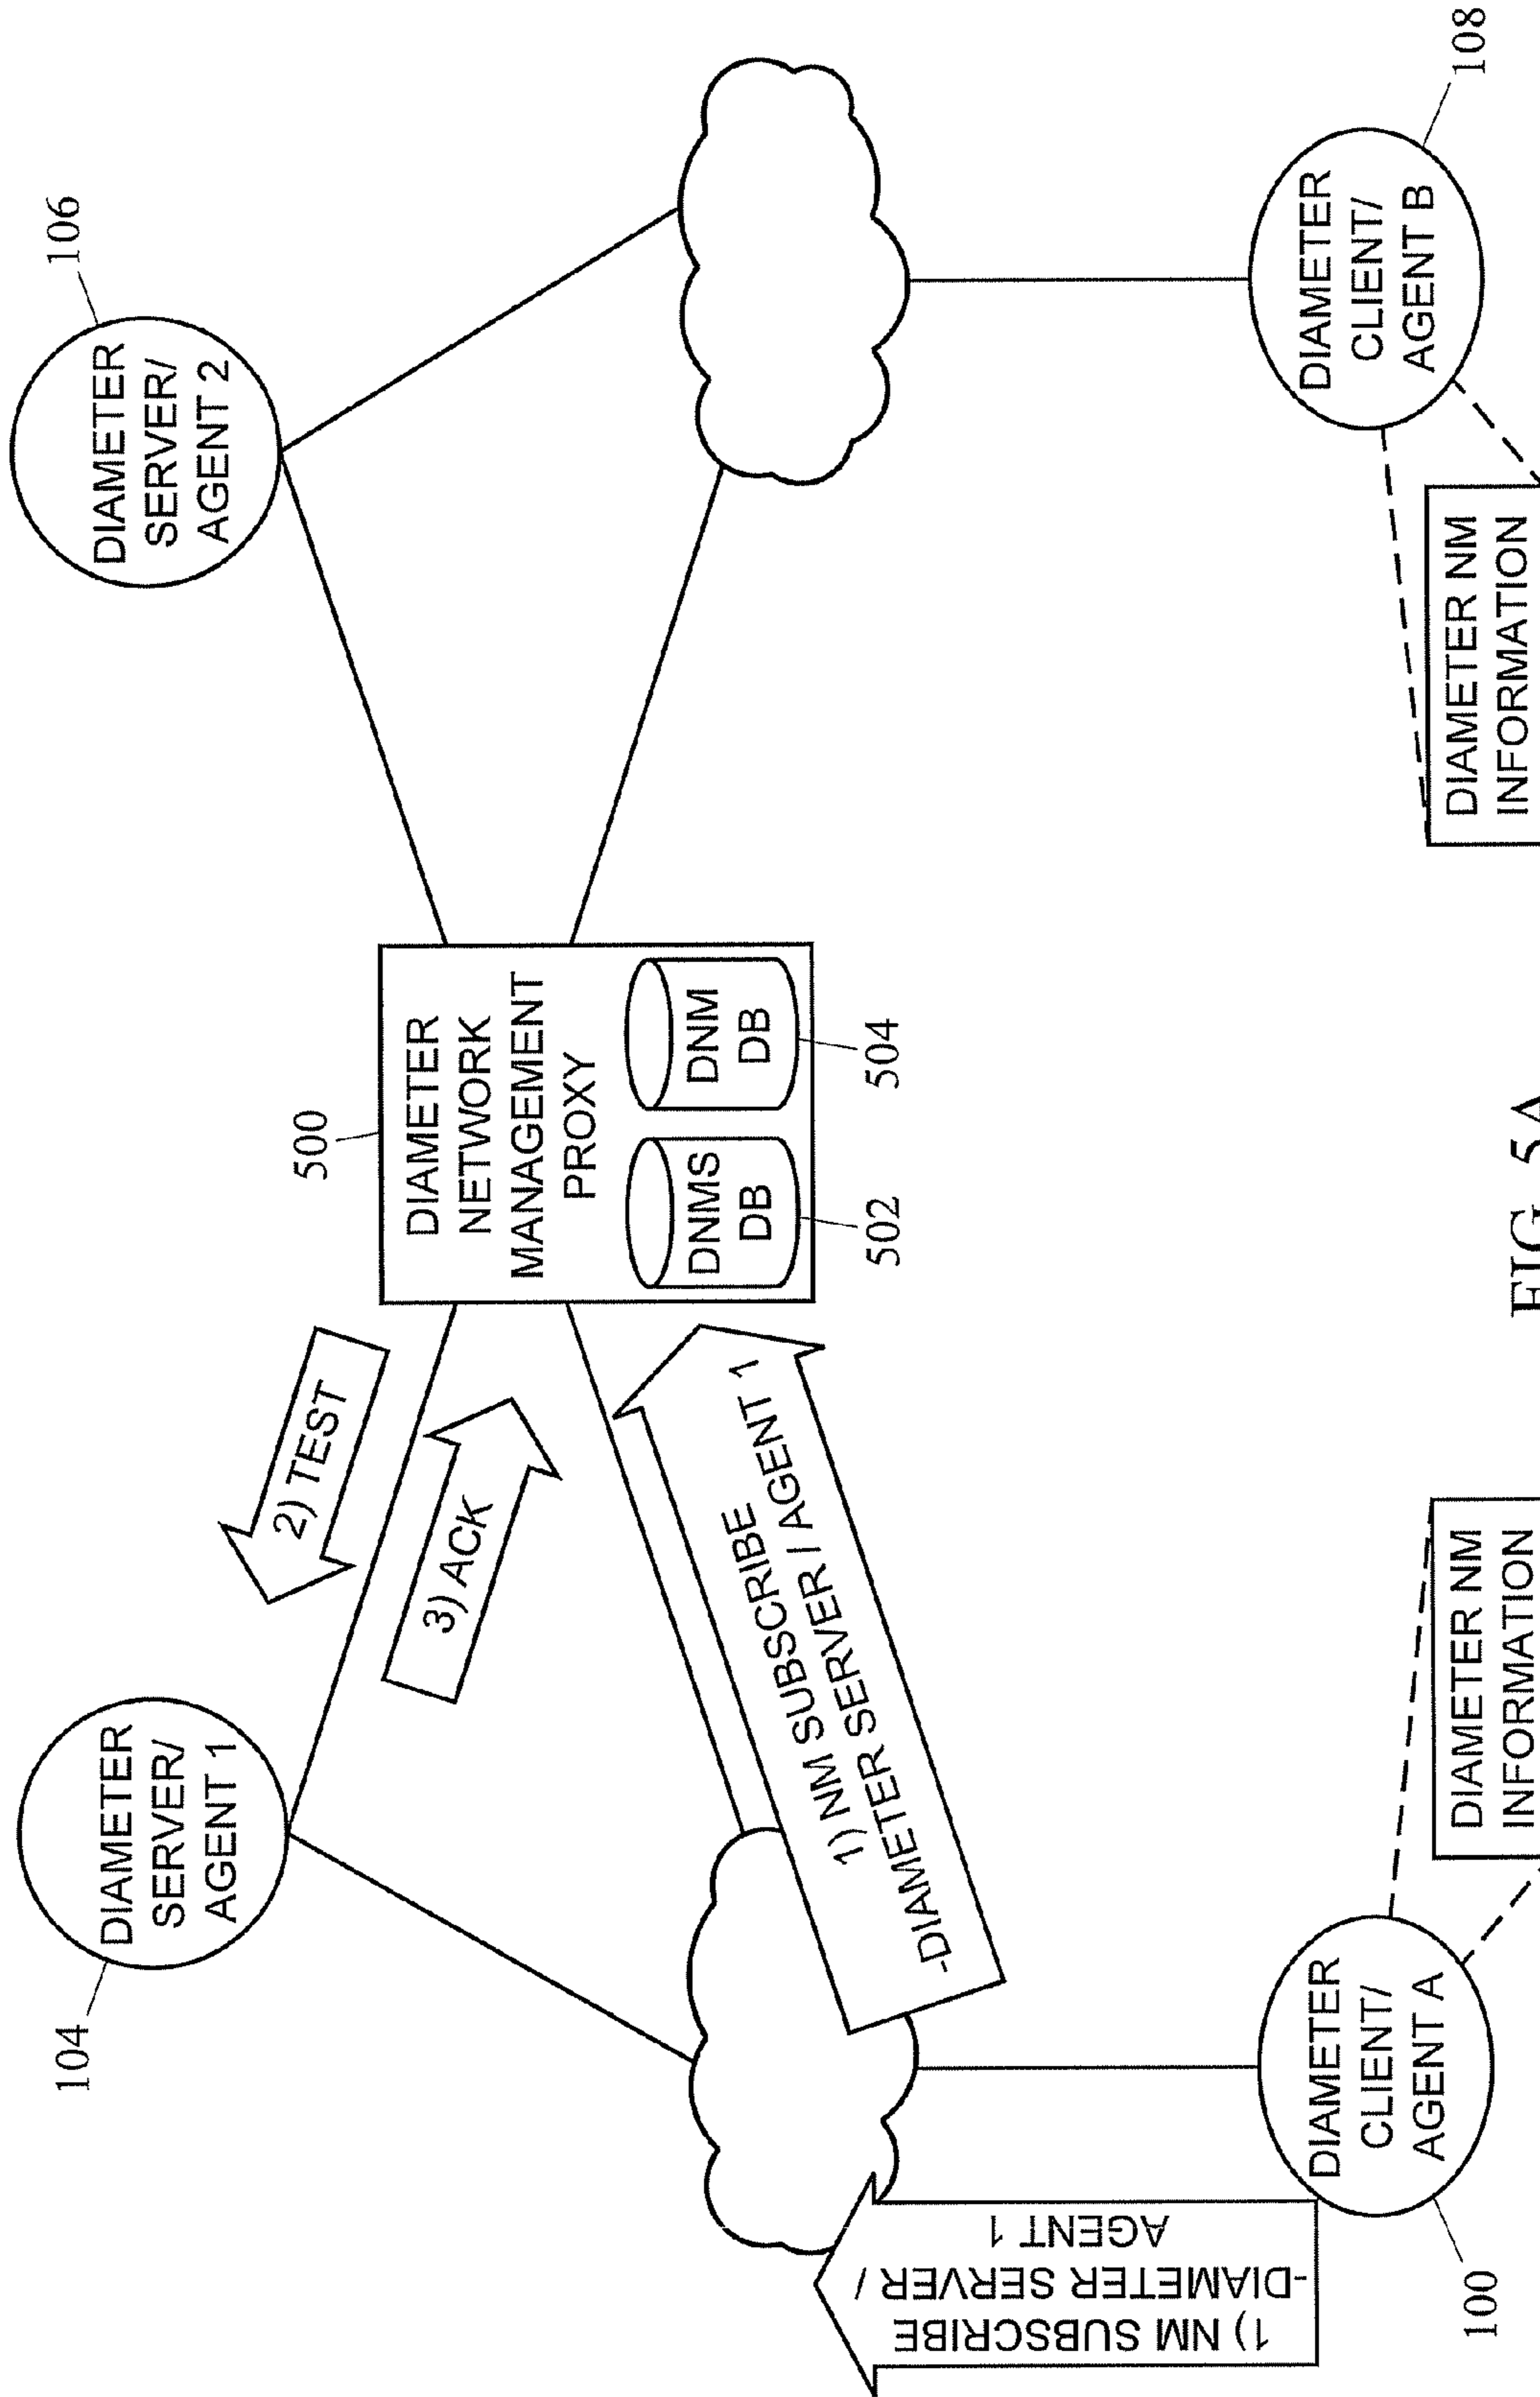 104
DIAMETER
SERVER/
AGENT 1
106
DIAMETER
SERVER/
AGENT 2
2) TEST
3) ACK
500
DIAMETER
NETWORK
MANAGEMENT
PROXY
DNMS
DB
DNM
DB
502
504
1) NM SUBSCRIBE
-DIAMETER SERVER / AGENT 1
1) NM SUBSCRIBE
-DIAMETER SERVER /
AGENT 1
100
DIAMETER
CLIENT/
AGENT A
DIAMETER NM
INFORMATION
DIAMETER
CLIENT/
AGENT B
108
DIAMETER NM
INFORMATION
FIG. 5A